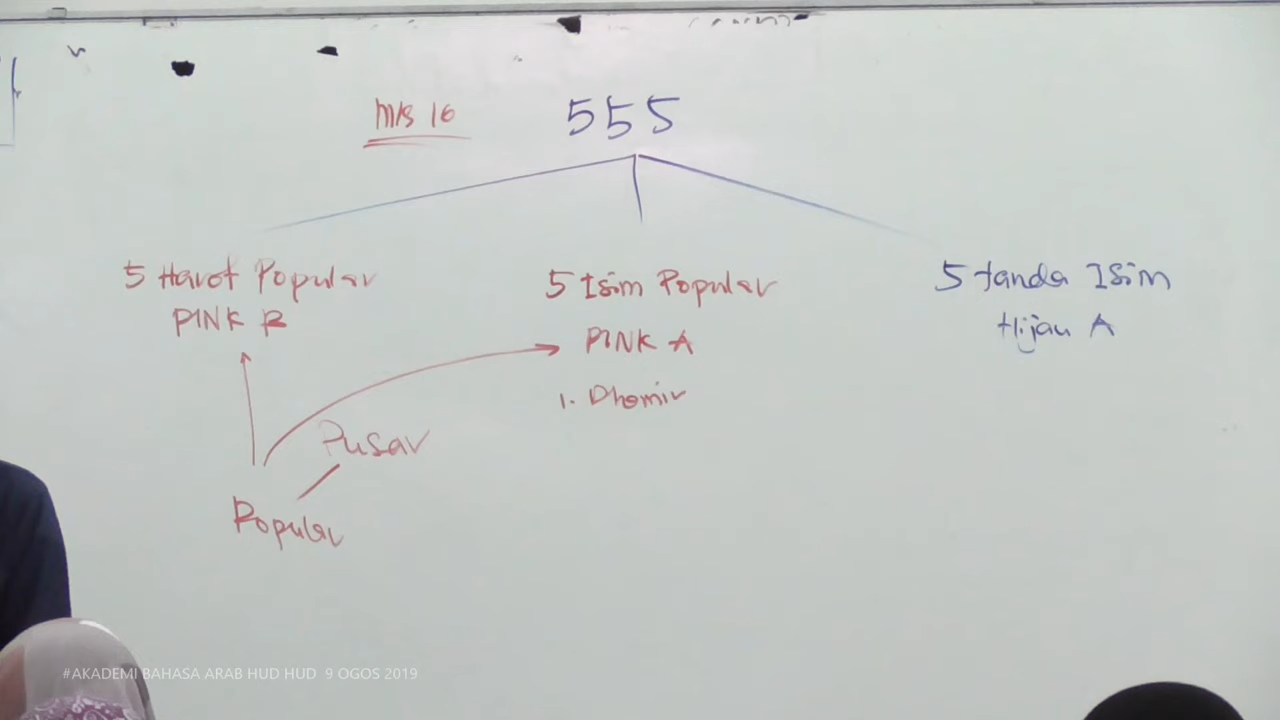 m/s 16
555
5 Harof Popular
PINK B
5 Isim Popular
PINK A
1. Dhomir
5 tanda Isim
Hijau A
Pusar
Popular
#AKADEMI BAHASA ARAB HUD HUD 9 OGOS 2019